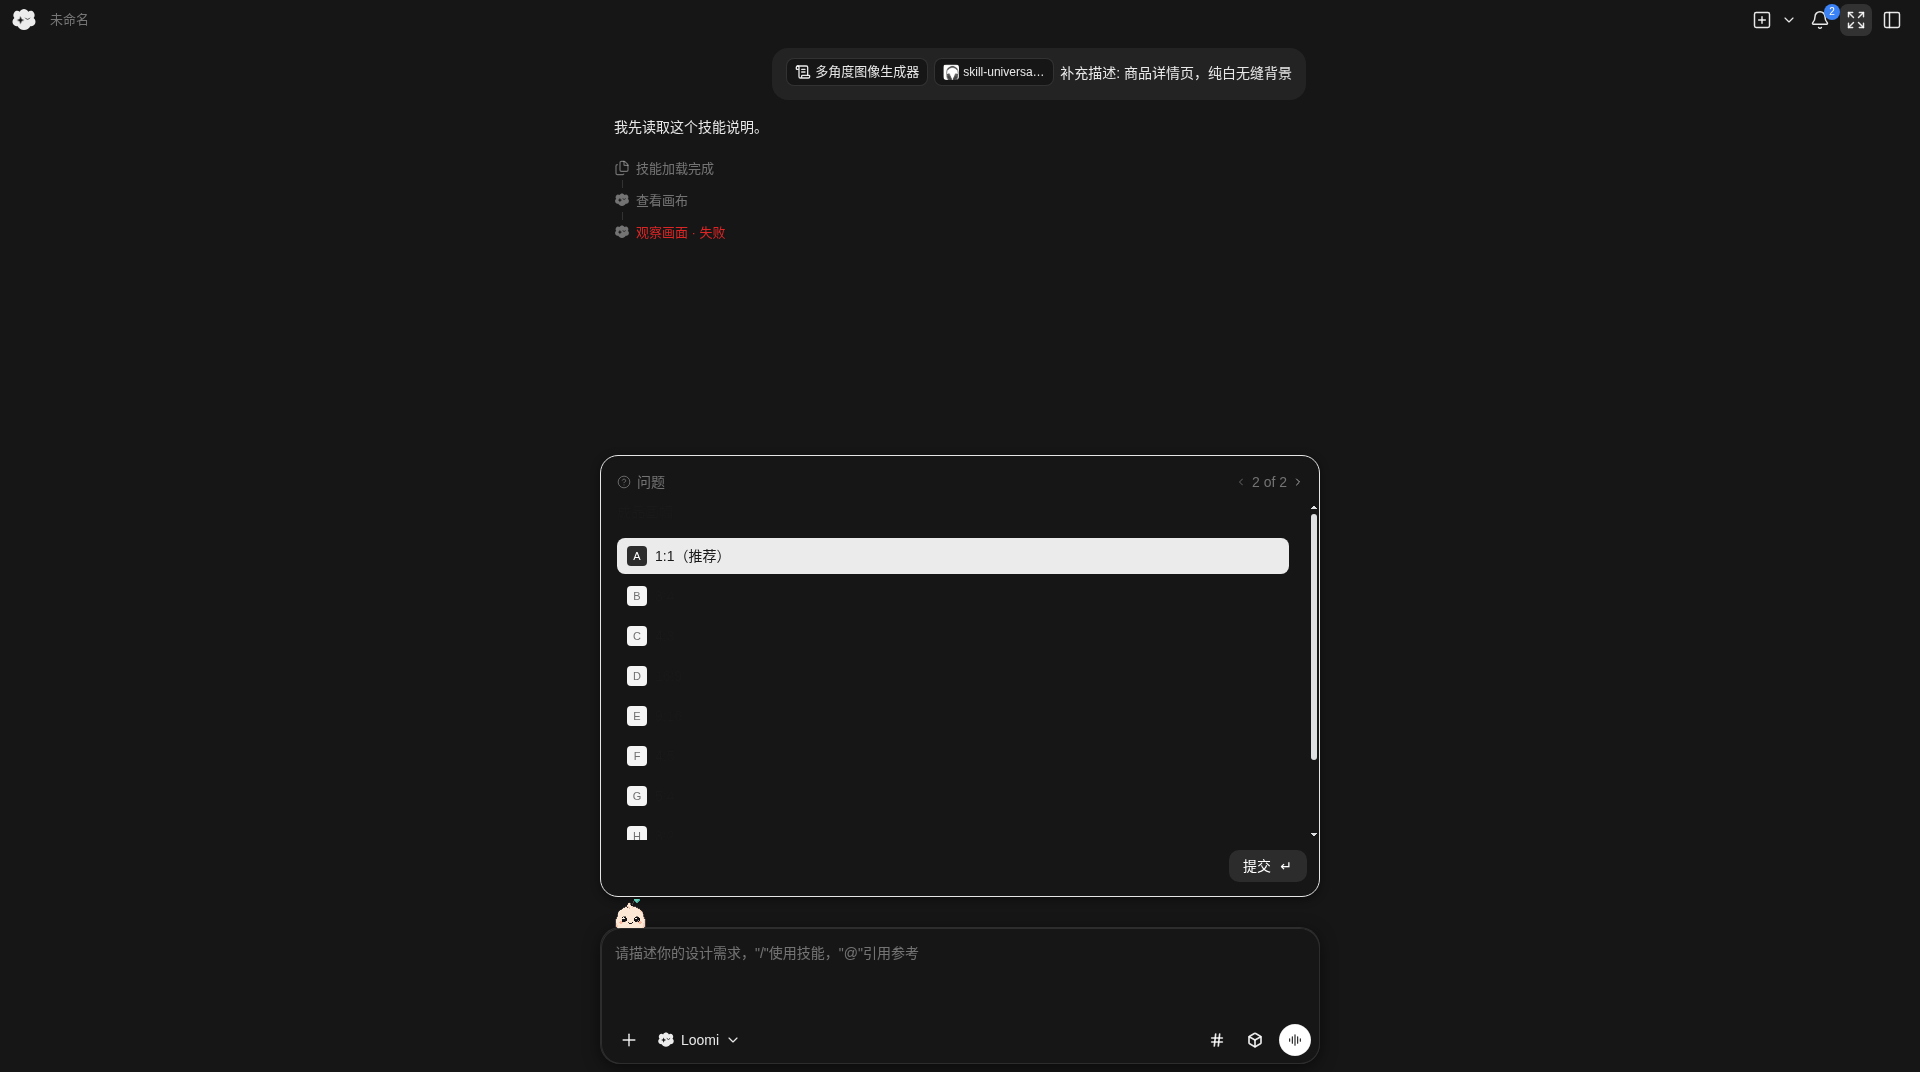 未命名
2
多角度图像生成器 skill-universa... 补充描述: 商品详情页，纯白无缝背景
我先读取这个技能说明。
技能加载完成
查看画布
观察画面 · 失败
问题
2 of 2
A 1:1（推荐）
B
C
D
E
F
G
H
提交
请描述你的设计需求，"/"使用技能，"@"引用参考
Loomi